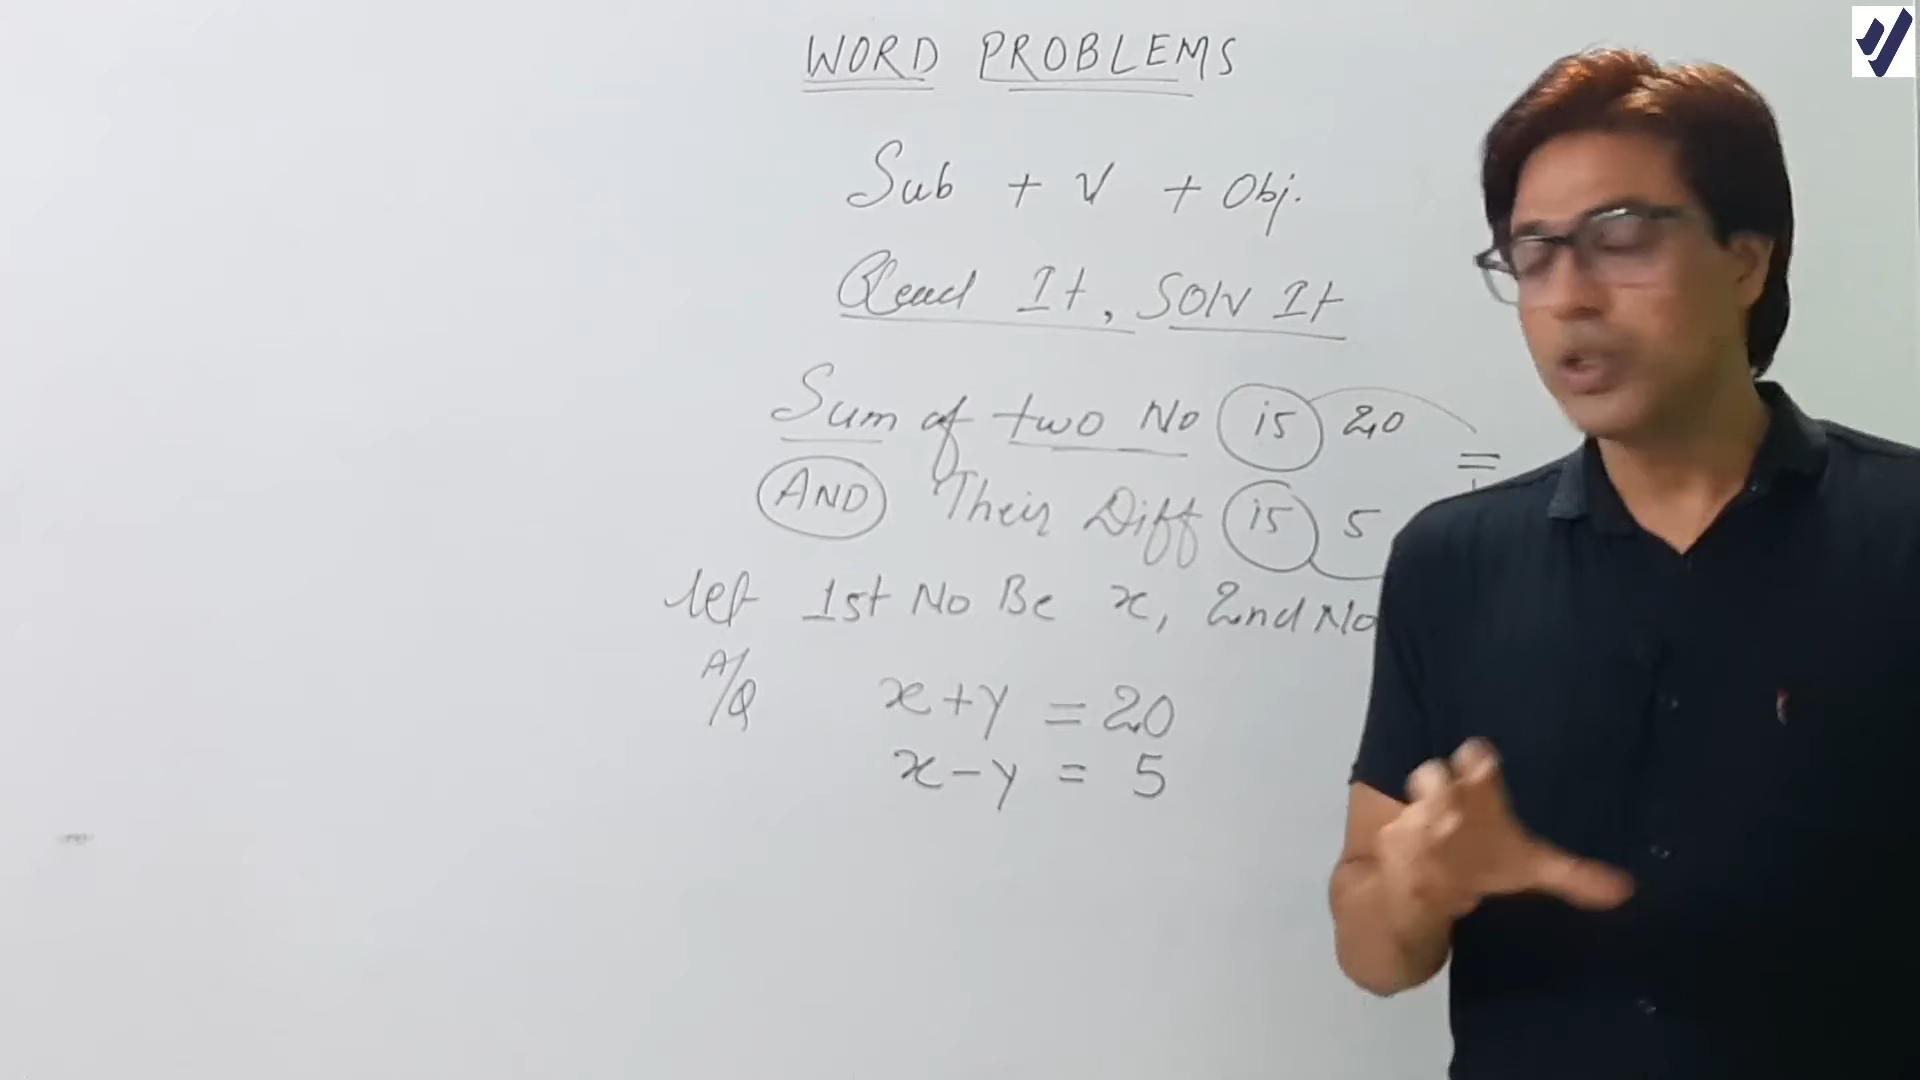 WORD PROBLEMS
Sub + V + Obj.
Read It, Solv It
Sum of two No is 20
=
AND Their Diff is 5
let 1st No Be x, 2nd No
A/Q x+y = 20
x-y = 5